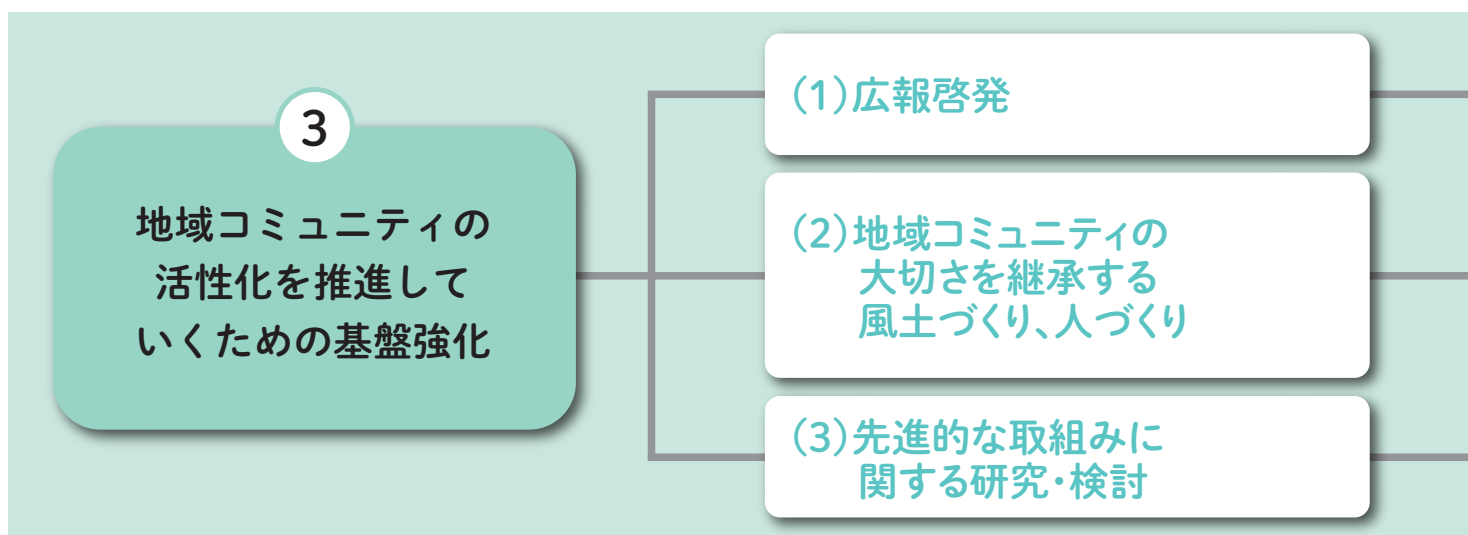 3
地域コミュニティの
活性化を推進して
いくための基盤強化
(1)広報啓発
(2)地域コミュニティの
大切さを継承する
風土づくり、人づくり
(3)先進的な取組みに
関する研究・検討